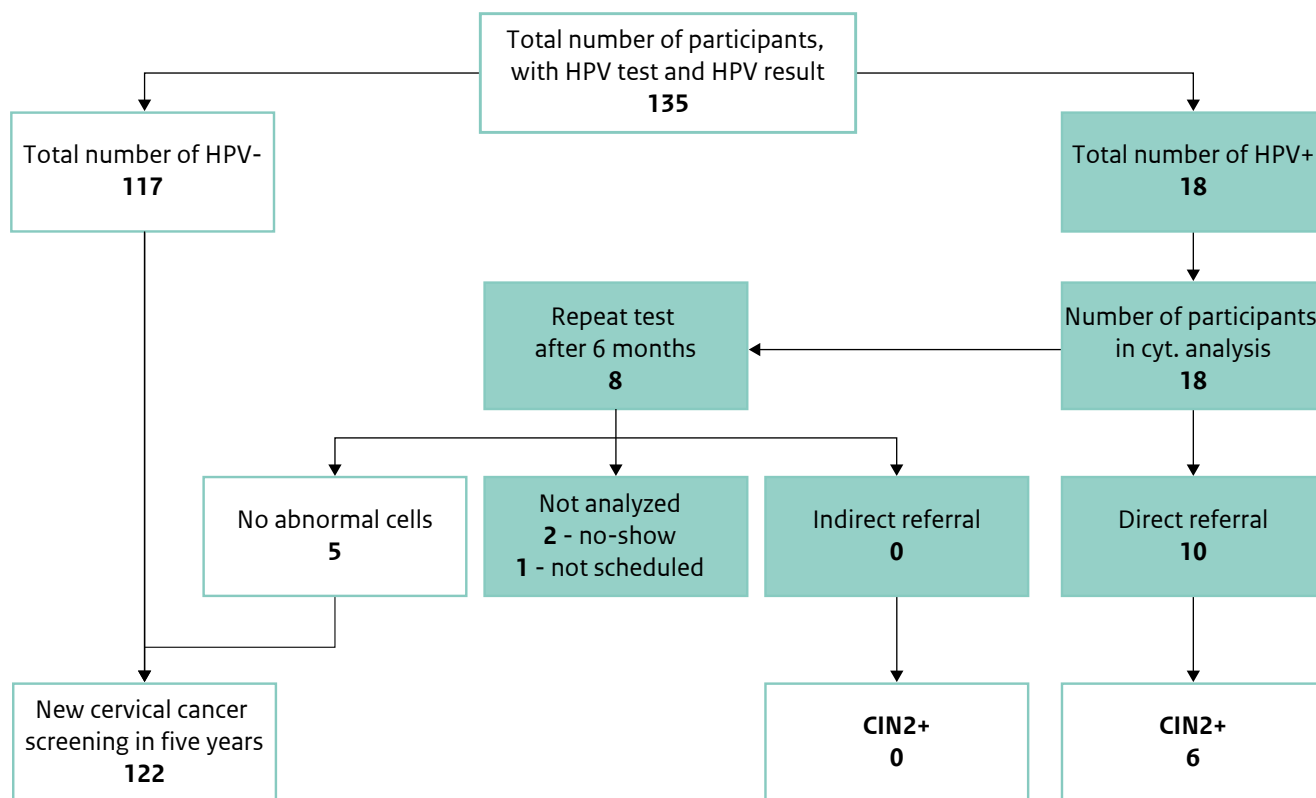 Total number of participants,
with HPV test and HPV result
135
Total number of HPV-
117
Total number of HPV+
18
Repeat test
after 6 months
8
Number of participants
in cyt. analysis
18
No abnormal cells
5
Not analyzed
2 - no-show
1 - not scheduled
Indirect referral
0
Direct referral
10
New cervical cancer
screening in five years
122
CIN2+
0
CIN2+
6